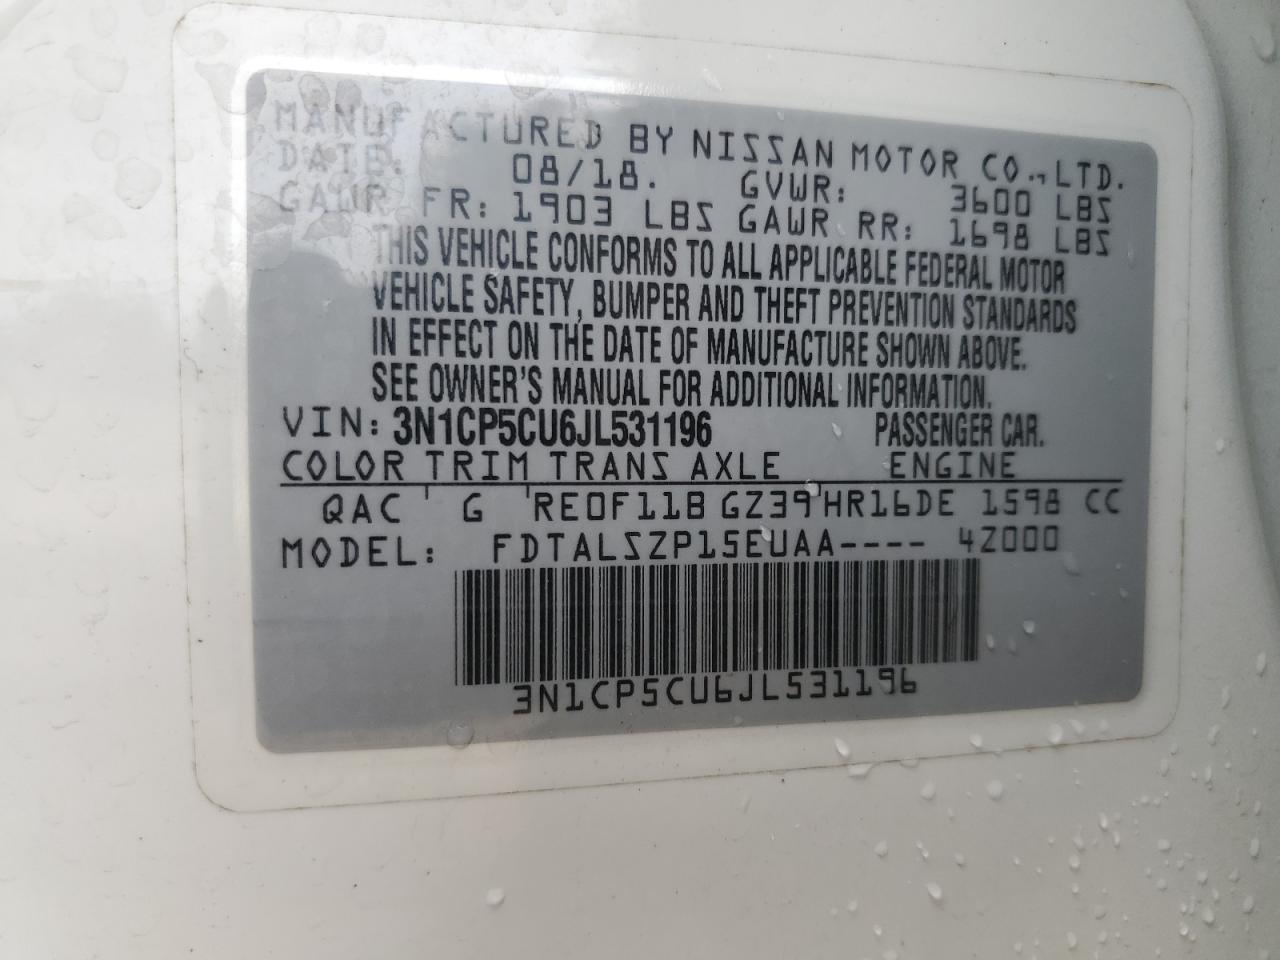 MANUFACTURED BY NISSAN MOTOR CO., LTD.
DATE: 08/18. GVWR: 3600 LBS
GAWR FR: 1903 LBS GAWR RR: 1698 LBS
THIS VEHICLE CONFORMS TO ALL APPLICABLE FEDERAL MOTOR
VEHICLE SAFETY, BUMPER AND THEFT PREVENTION STANDARDS
IN EFFECT ON THE DATE OF MANUFACTURE SHOWN ABOVE.
SEE OWNER'S MANUAL FOR ADDITIONAL INFORMATION.
VIN: 3N1CP5CU6JL531196 PASSENGER CAR.
COLOR TRIM TRANS AXLE ENGINE
QAC G RE0F11B GZ39 HR16DE 1598 CC
MODEL: FDTALSZP15EUAA---- 4Z000
3N1CP5CU6JL531196